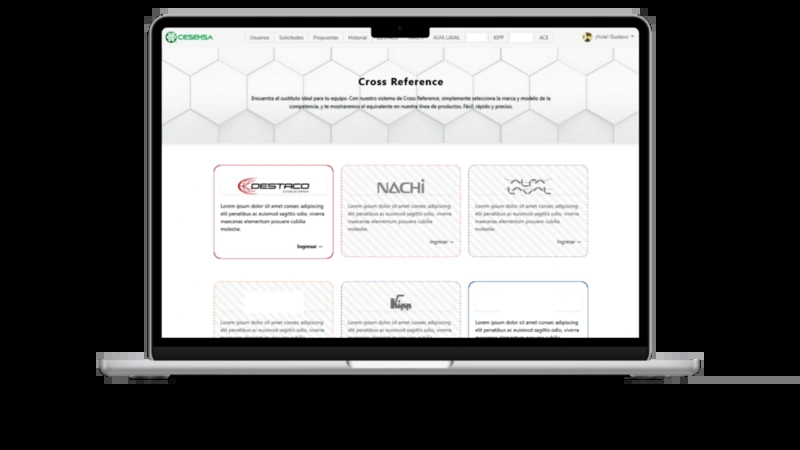 CESEHSA
Usuarios Solicitudes Propuestas Historial ALFA LAVAL KIPP ACE ¡Hola! Gustavo
Cross Reference
Encuentra el sustituto ideal para tu equipo. Con nuestro sistema de Cross Reference, simplemente selecciona la marca y modelo de la
competencia, y te mostraremos el equivalente en nuestra línea de productos. Fácil, rápido y preciso.
DESTACO
Lorem ipsum dolor sit amet consec adipiscing
elit penatibus ac euismod sagittis odio, viverra
maecenas elementum posuere cubilia
molestie.
Ingresar →
NACHi
Lorem ipsum dolor sit amet consec adipiscing
elit penatibus ac euismod sagittis odio, viverra
maecenas elementum posuere cubilia
molestie.
Ingresar →
ALFA
LAVAL
Lorem ipsum dolor sit amet consec adipiscing
elit penatibus ac euismod sagittis odio, viverra
maecenas elementum posuere cubilia
molestie.
Ingresar →
Lorem ipsum dolor sit amet consec adipiscing
elit penatibus ac euismod sagittis odio, viverra
Kipp
Lorem ipsum dolor sit amet consec adipiscing
elit penatibus ac euismod sagittis odio, viverra
Lorem ipsum dolor sit amet consec adipiscing
elit penatibus ac euismod sagittis odio, viverra